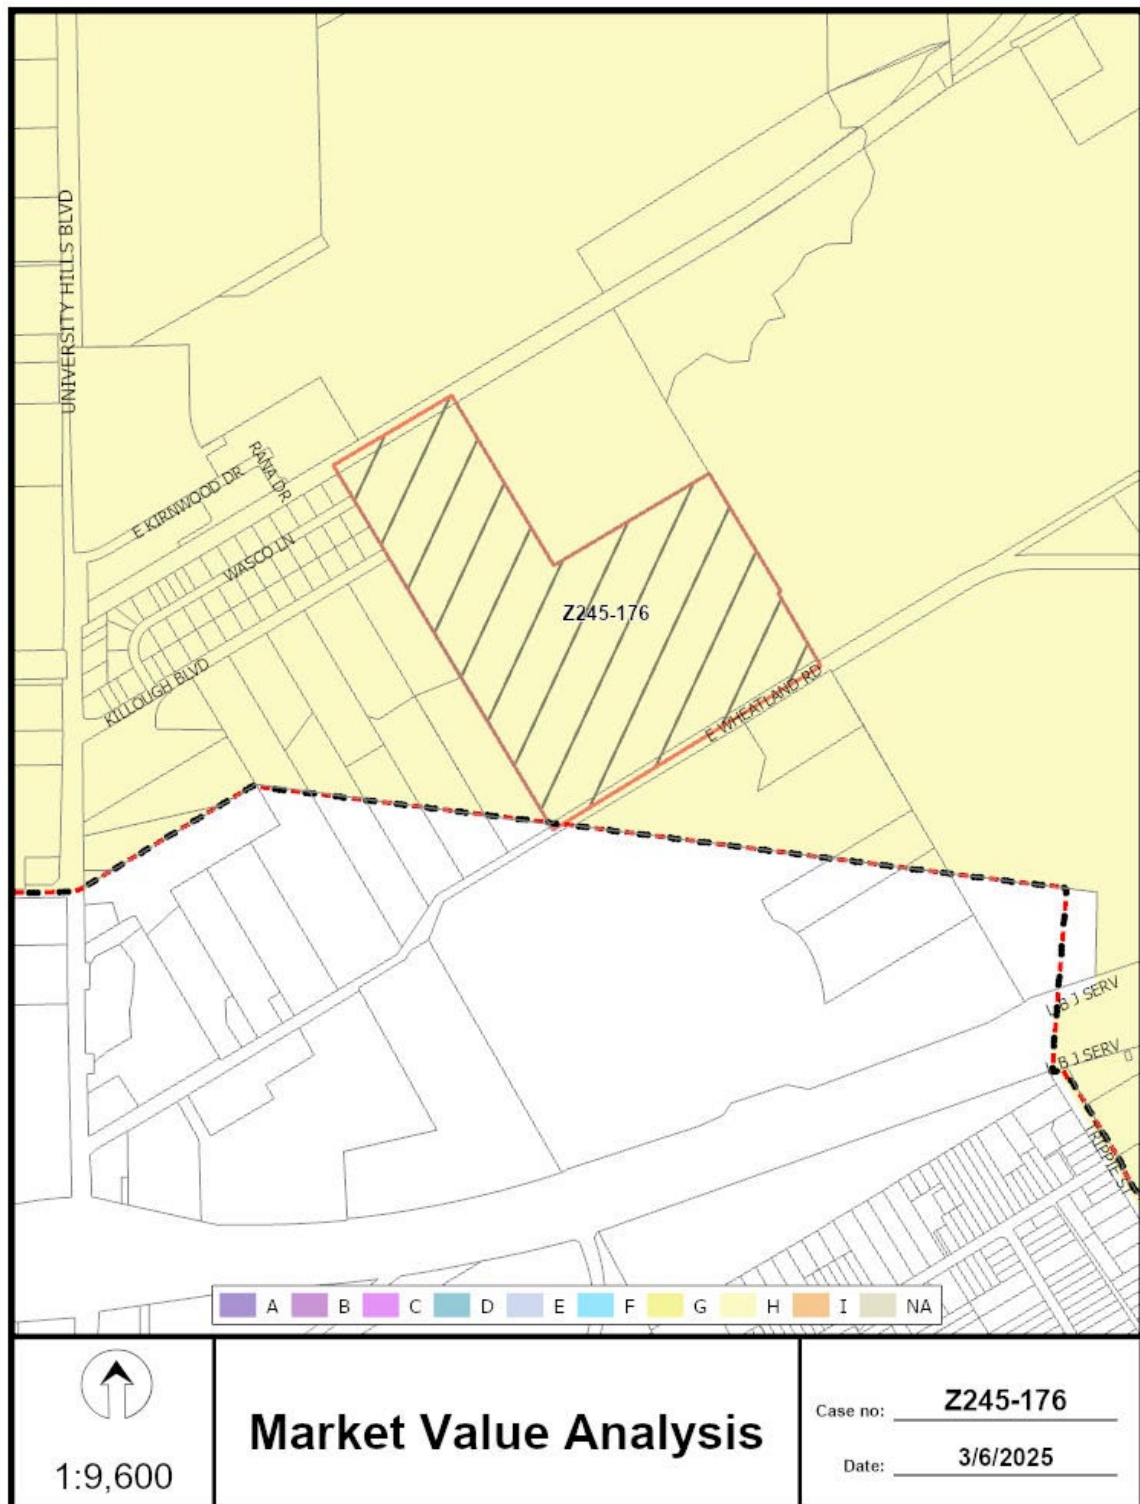 UNIVERSITY HILLS BLVD
E KIRNWOOD DR
RANA DR
WASCO LN
KILLOUGH BLVD
Z245-176
E WHEATLAND RD
B J SERV
B J SERV
A B C D E F G H I NA
1:9,600
Market Value Analysis
Case no: Z245-176
Date: 3/6/2025